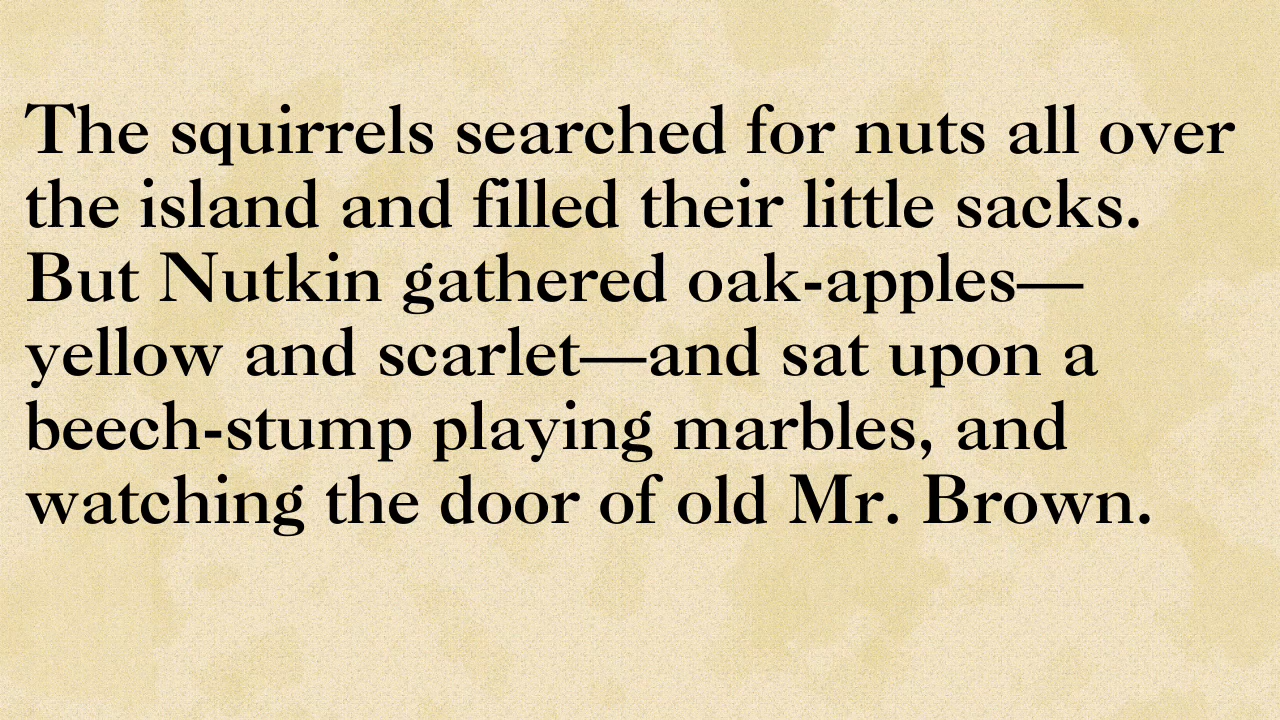 The squirrels searched for nuts all over
the island and filled their little sacks.
But Nutkin gathered oak-apples—
yellow and scarlet—and sat upon a
beech-stump playing marbles, and
watching the door of old Mr. Brown.